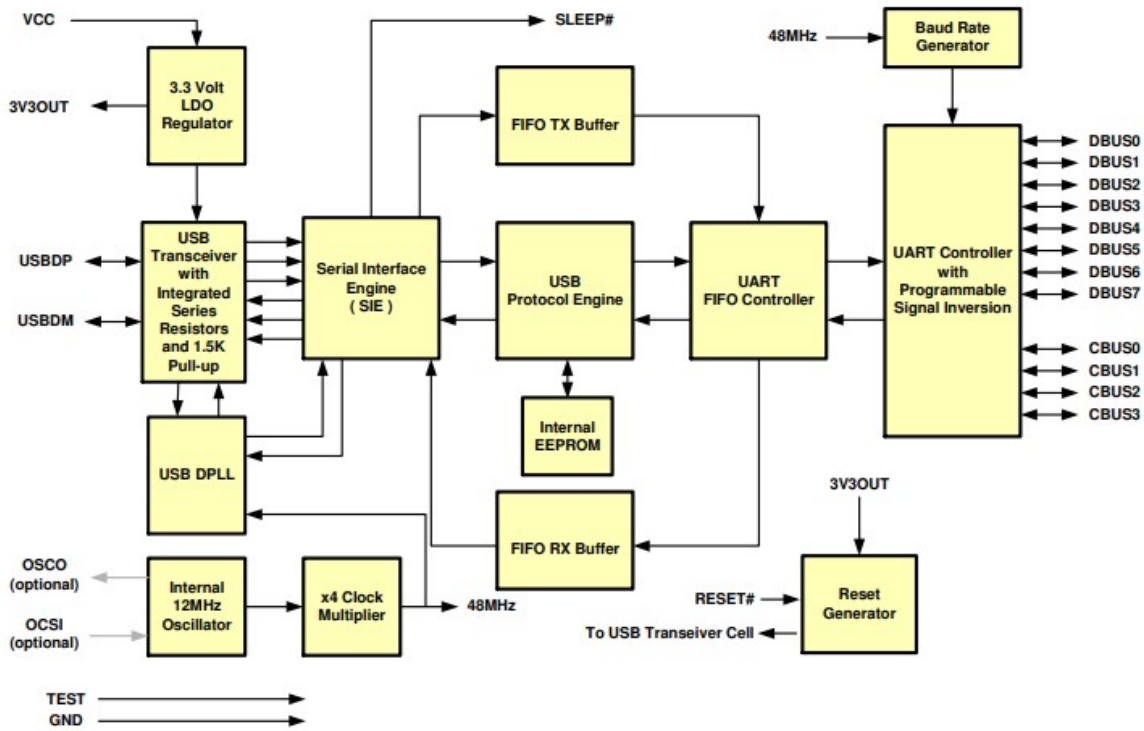 VCC
SLEEP#
48MHz
Baud Rate
Generator
3.3 Volt
LDO
Regulator
3V3OUT
FIFO TX Buffer
DBUS0
DBUS1
DBUS2
DBUS3
DBUS4
DBUS5
DBUS6
DBUS7
CBUS0
CBUS1
CBUS2
CBUS3
USBDP
USBDM
USB
Transceiver
with
Integrated
Series
Resistors
and 1.5K
Pull-up
Serial Interface
Engine
( SIE )
USB
Protocol Engine
UART
FIFO Controller
UART Controller
with
Programmable
Signal Inversion
USB DPLL
Internal
EEPROM
FIFO RX Buffer
3V3OUT
OSCO
(optional)
OCSI
(optional)
Internal
12MHz
Oscillator
x4 Clock
Multiplier
48MHz
RESET#
To USB Transeiver Cell
Reset
Generator
TEST
GND